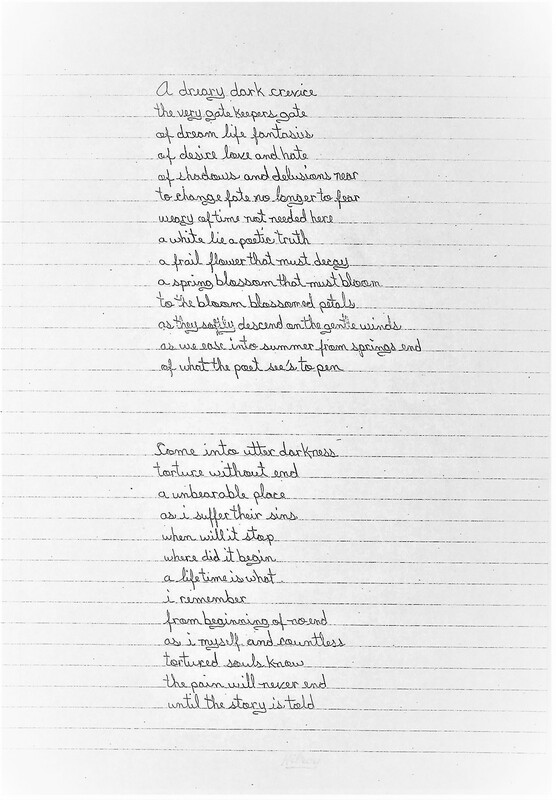 A dreary dark crevice
the very gate keepers gate
of dream life fantasies
of desire love and hate
of shadows and delusions near
to change fate no longer to fear
weary of time not needed here
a white lie a poetic truth
a frail flower that must decay
a spring blossom that must bloom
to the bloom blossomed petals
as they softly descend on the gentle winds
as we ease into summer from springs end
of what the poet see's to pen
Come into utter darkness
torture without end
a unbearable place
as i suffer their sins
when will it stop
where did it begin
a lifetime is what
i remember
from beginning of no end
as i myself and countless
tortured souls know
the pain will never end
until the story is told